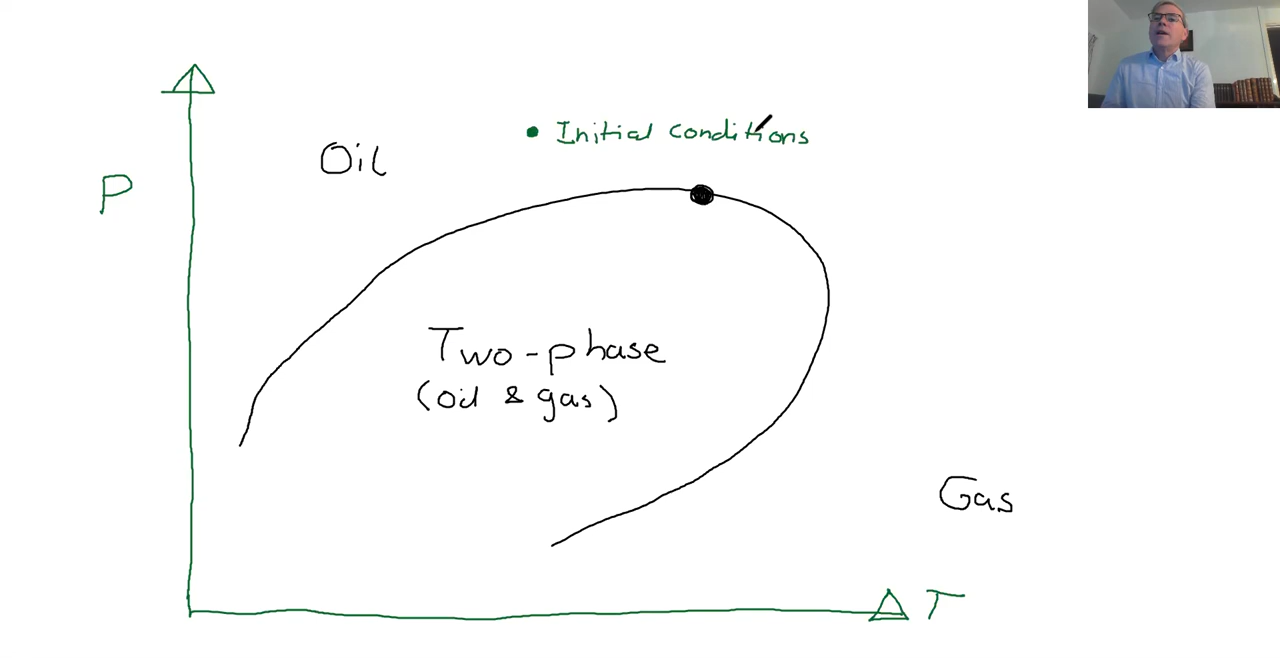 Initial conditions
Oil
P
Two-phase
(oil & gas)
Gas
T